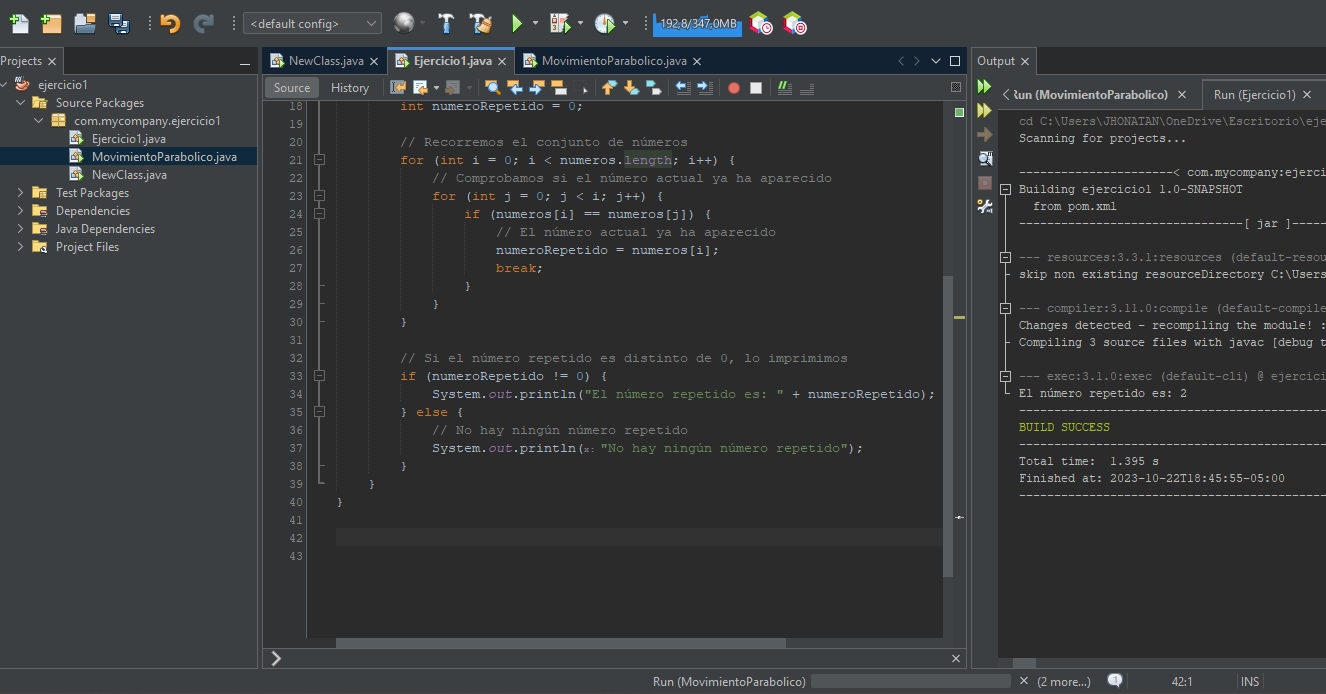 <default config>
192,8/347,0MB
Projects
ejercicio1
Source Packages
com.mycompany.ejercicio1
Ejercicio1.java
MovimientoParabolico.java
NewClass.java
Test Packages
Dependencies
Java Dependencies
Project Files
NewClass.java
Ejercicio1.java
MovimientoParabolico.java
Source
History
18 int numeroRepetido = 0;
19
20 // Recorremos el conjunto de números
21 for (int i = 0; i < numeros.length; i++) {
22 // Comprobamos si el número actual ya ha aparecido
23 for (int j = 0; j < i; j++) {
24 if (numeros[i] == numeros[j]) {
25 // El número actual ya ha aparecido
26 numeroRepetido = numeros[i];
27 break;
28 }
29 }
30 }
31
32 // Si el número repetido es distinto de 0, lo imprimimos
33 if (numeroRepetido != 0) {
34 System.out.println("El número repetido es: " + numeroRepetido);
35 } else {
36 // No hay ningún número repetido
37 System.out.println(x: "No hay ningún número repetido");
38 }
39 }
40 }
41
42
43
Output
Run (MovimientoParabolico)
Run (Ejercicio1)
cd C:\Users\JHONATAN\OneDrive\Escritorio\eje
Scanning for projects...
----------------------< com.mycompany:ejerci
Building ejercicio1 1.0-SNAPSHOT
from pom.xml
--------------------------------[ jar ]-----
--- resources:3.3.1:resources (default-resou
skip non existing resourceDirectory C:\Users
--- compiler:3.11.0:compile (default-compile
Changes detected - recompiling the module! :
Compiling 3 source files with javac [debug t
--- exec:3.1.0:exec (default-cli) @ ejercici
El número repetido es: 2
--------------------------------------------
BUILD SUCCESS
--------------------------------------------
Total time:  1.395 s
Finished at: 2023-10-22T18:45:55-05:00
--------------------------------------------
Run (MovimientoParabolico)
(2 more...)
1
42:1
INS